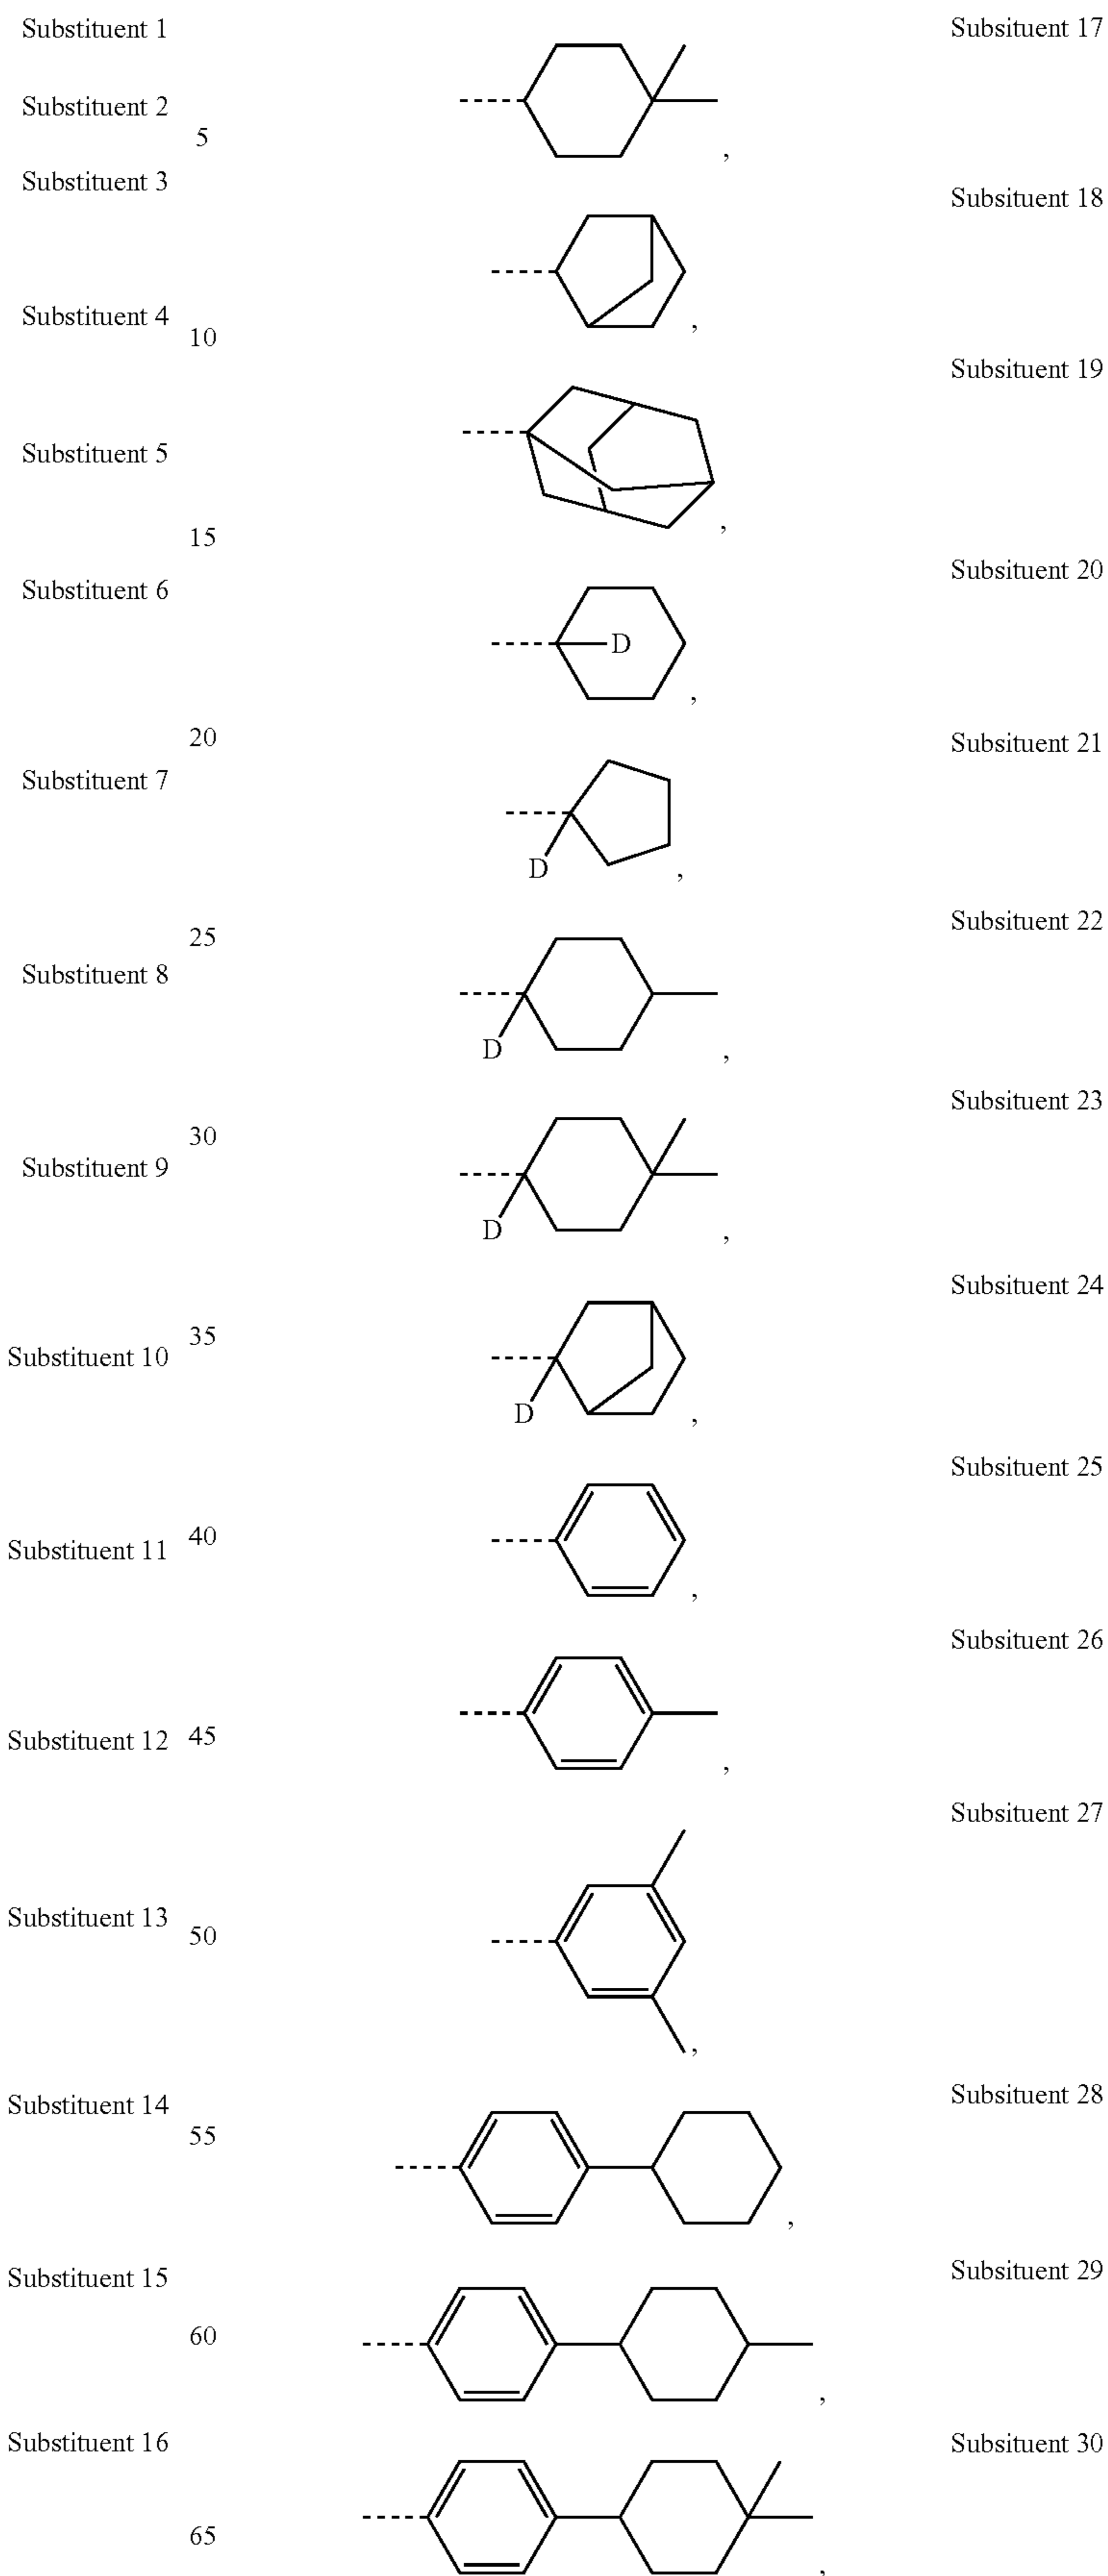 Substituent 1
Subsituent 17
Substituent 2
5
,
Substituent 3
Subsituent 18
Substituent 4
10
,
Subsituent 19
Substituent 5
15
,
Subsituent 20
Substituent 6
D
,
20
Subsituent 21
Substituent 7
D
,
Subsituent 22
25
Substituent 8
D
,
Subsituent 23
30
Substituent 9
D
,
Subsituent 24
35
Substituent 10
D
,
Subsituent 25
40
Substituent 11
,
Subsituent 26
45
Substituent 12
,
Subsituent 27
Substituent 13
50
,
Subsituent 28
Substituent 14
55
,
Subsituent 29
Substituent 15
60
,
Substituent 16
Subsituent 30
65
,